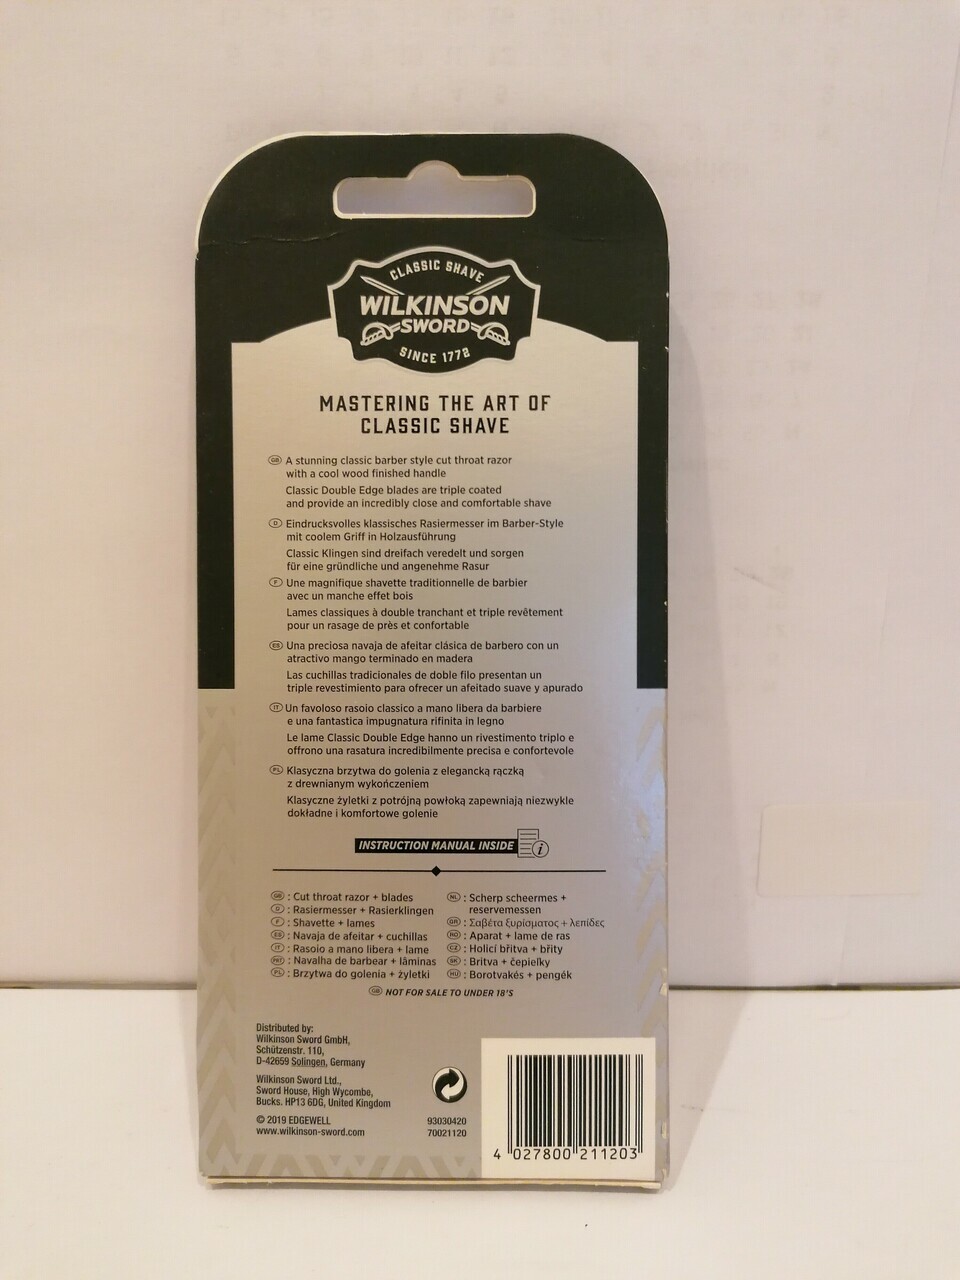 CLASSIC SHAVE
WILKINSON
SWORD
SINCE 1772
MASTERING THE ART OF
CLASSIC SHAVE
GB A stunning classic barber style cut throat razor
with a cool wood finished handle
Classic Double Edge blades are triple coated
and provide an incredibly close and comfortable shave
D Eindrucksvolles klassisches Rasiermesser im Barber-Style
mit coolem Griff in Holzausführung
Classic Klingen sind dreifach veredelt und sorgen
für eine gründliche und angenehme Rasur
F Une magnifique shavette traditionnelle de barbier
avec un manche effet bois
Lames classiques à double tranchant et triple revêtement
pour un rasage de près et confortable
ES Una preciosa navaja de afeitar clásica de barbero con un
atractivo mango terminado en madera
Las cuchillas tradicionales de doble filo presentan un
triple revestimiento para ofrecer un afeitado suave y apurado
IT Un favoloso rasoio classico a mano libera da barbiere
e una fantastica impugnatura rifinita in legno
Le lame Classic Double Edge hanno un rivestimento triplo e
offrono una rasatura incredibilmente precisa e confortevole
PL Klasyczna brzytwa do golenia z elegancką rączką
z drewnianym wykończeniem
Klasyczne żyletki z potrójną powłoką zapewniają niezwykle
dokładne i komfortowe golenie
INSTRUCTION MANUAL INSIDE i
GB : Cut throat razor + blades
D : Rasiermesser + Rasierklingen
F : Shavette + lames
ES : Navaja de afeitar + cuchillas
IT : Rasoio a mano libera + lame
PRT : Navalha de barbear + lâminas
PL : Brzytwa do golenia + żyletki
NL : Scherp scheermes +
reservemessen
GR : Σαβέτα ξυρίσματος + λεπίδες
RO : Aparat + lame de ras
CZ : Holicí břitva + břity
SK : Britva + čepieľky
HU : Borotvakés + pengék
GB NOT FOR SALE TO UNDER 18'S
Distributed by:
Wilkinson Sword GmbH,
Schützenstr. 110,
D-42659 Solingen, Germany
Wilkinson Sword Ltd.,
Sword House, High Wycombe,
Bucks. HP13 6DG, United Kingdom
© 2019 EDGEWELL
www.wilkinson-sword.com
93030420
70021120
4 027800 211203